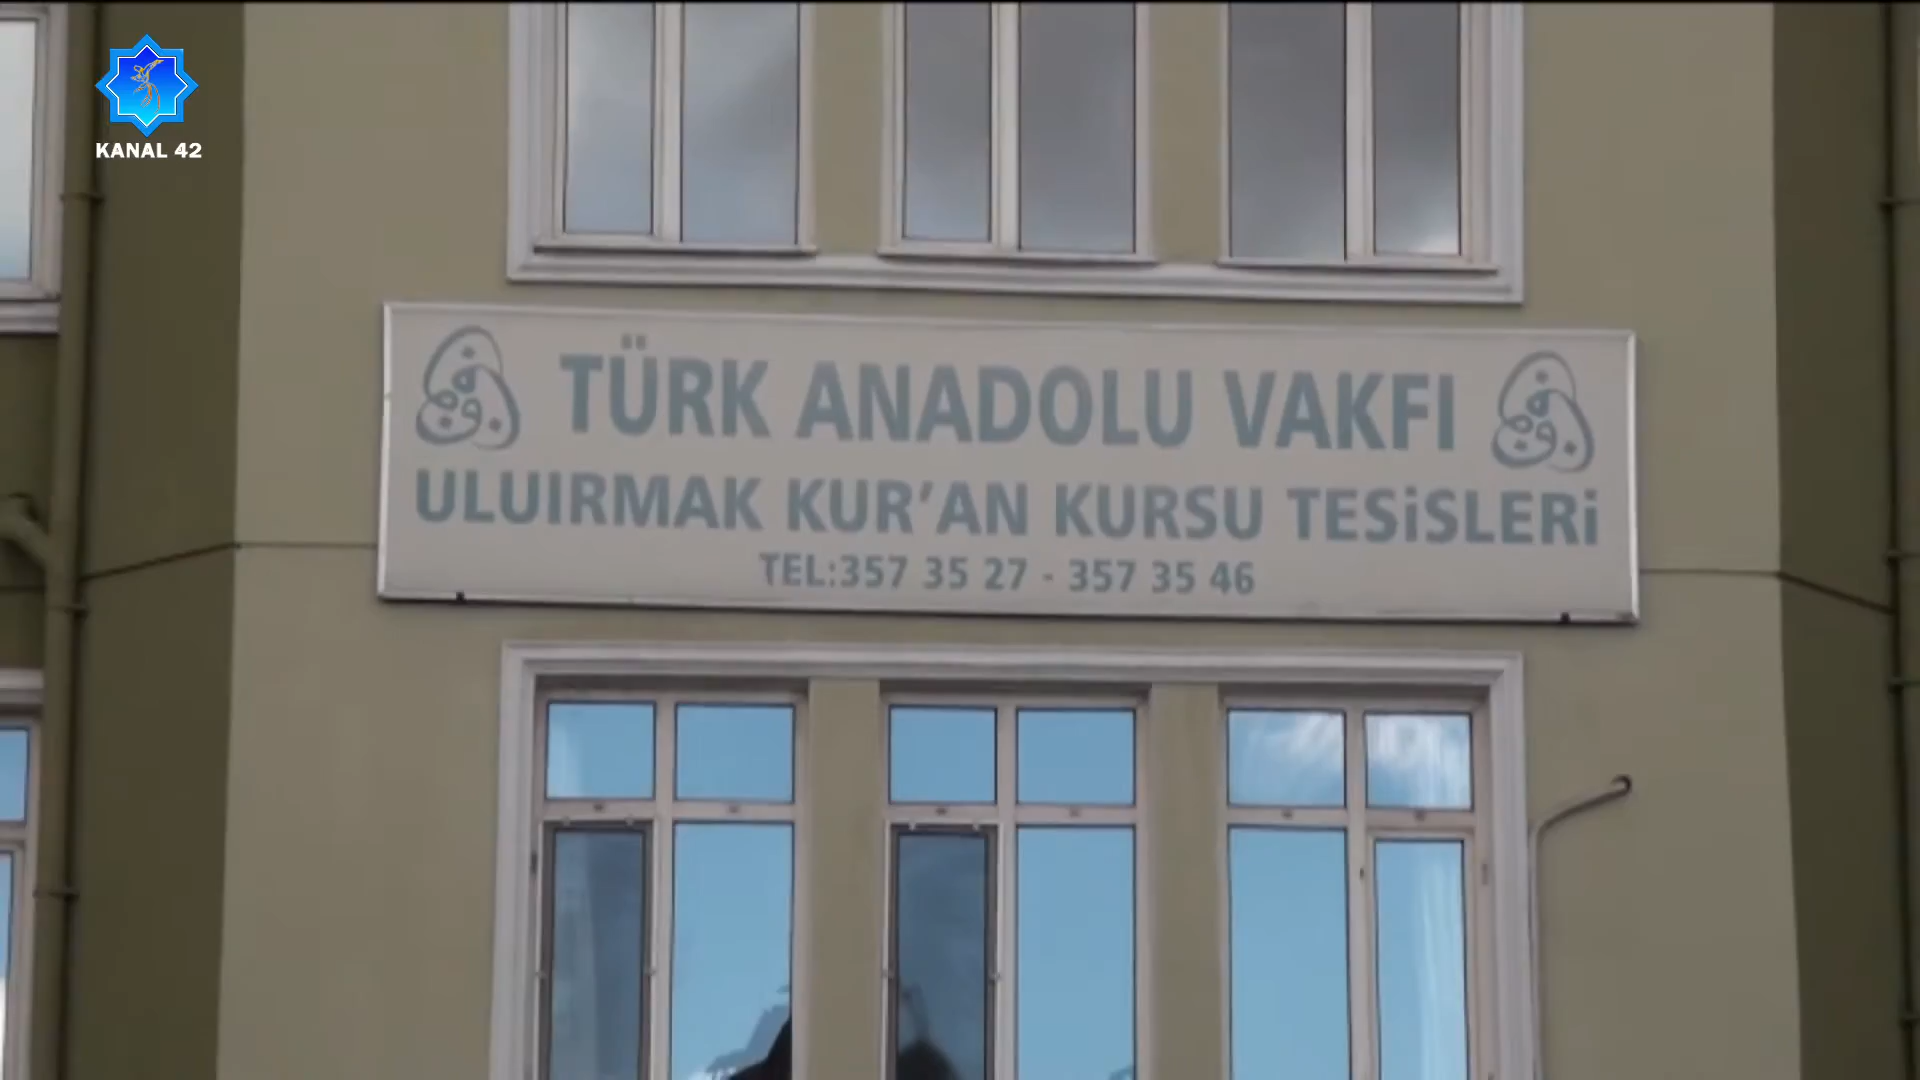 KANAL 42
TÜRK ANADOLU VAKFI
ULUIRMAK KUR'AN KURSU TESiSLERi
TEL:357 35 27 - 357 35 46